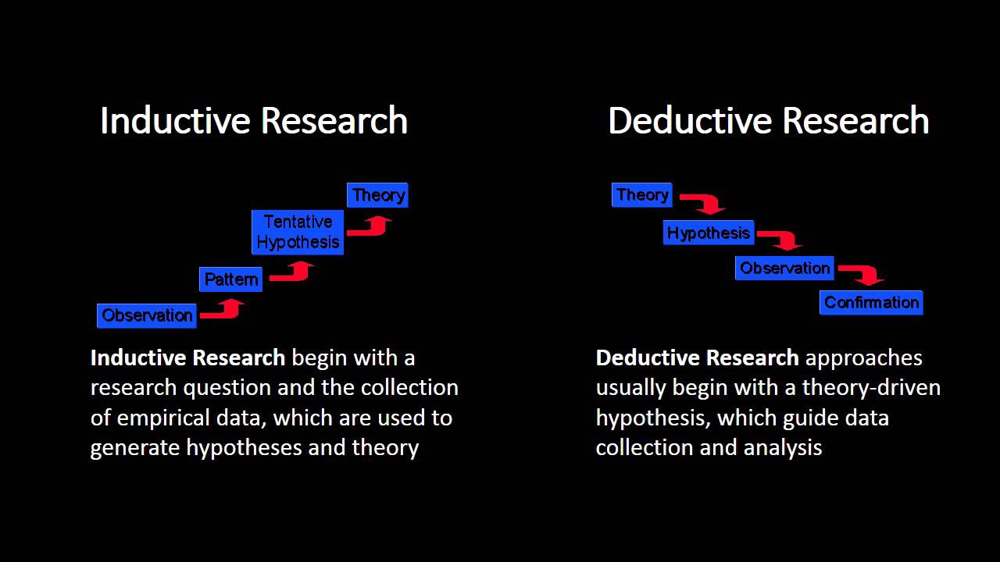 Inductive Research
Theory
Tentative
Hypothesis
Pattern
Observation
Inductive Research begin with a
research question and the collection
of empirical data, which are used to
generate hypotheses and theory
Deductive Research
Theory
Hypothesis
Observation
Confirmation
Deductive Research approaches
usually begin with a theory-driven
hypothesis, which guide data
collection and analysis